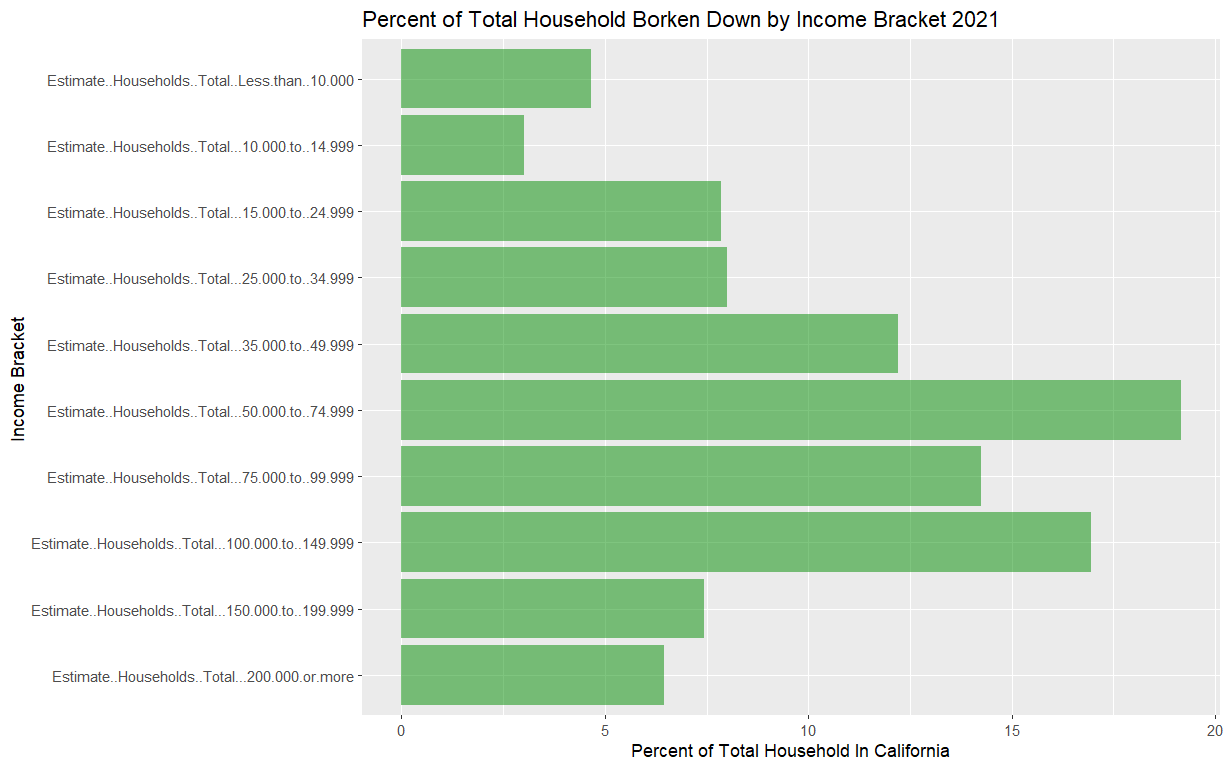 Percent of Total Household Borken Down by Income Bracket 2021
Income Bracket
Estimate..Households..Total..Less.than..10.000
Estimate..Households..Total...10.000.to..14.999
Estimate..Households..Total...15.000.to..24.999
Estimate..Households..Total...25.000.to..34.999
Estimate..Households..Total...35.000.to..49.999
Estimate..Households..Total...50.000.to..74.999
Estimate..Households..Total...75.000.to..99.999
Estimate..Households..Total...100.000.to..149.999
Estimate..Households..Total...150.000.to..199.999
Estimate..Households..Total...200.000.or.more
0 5 10 15 20
Percent of Total Household In California